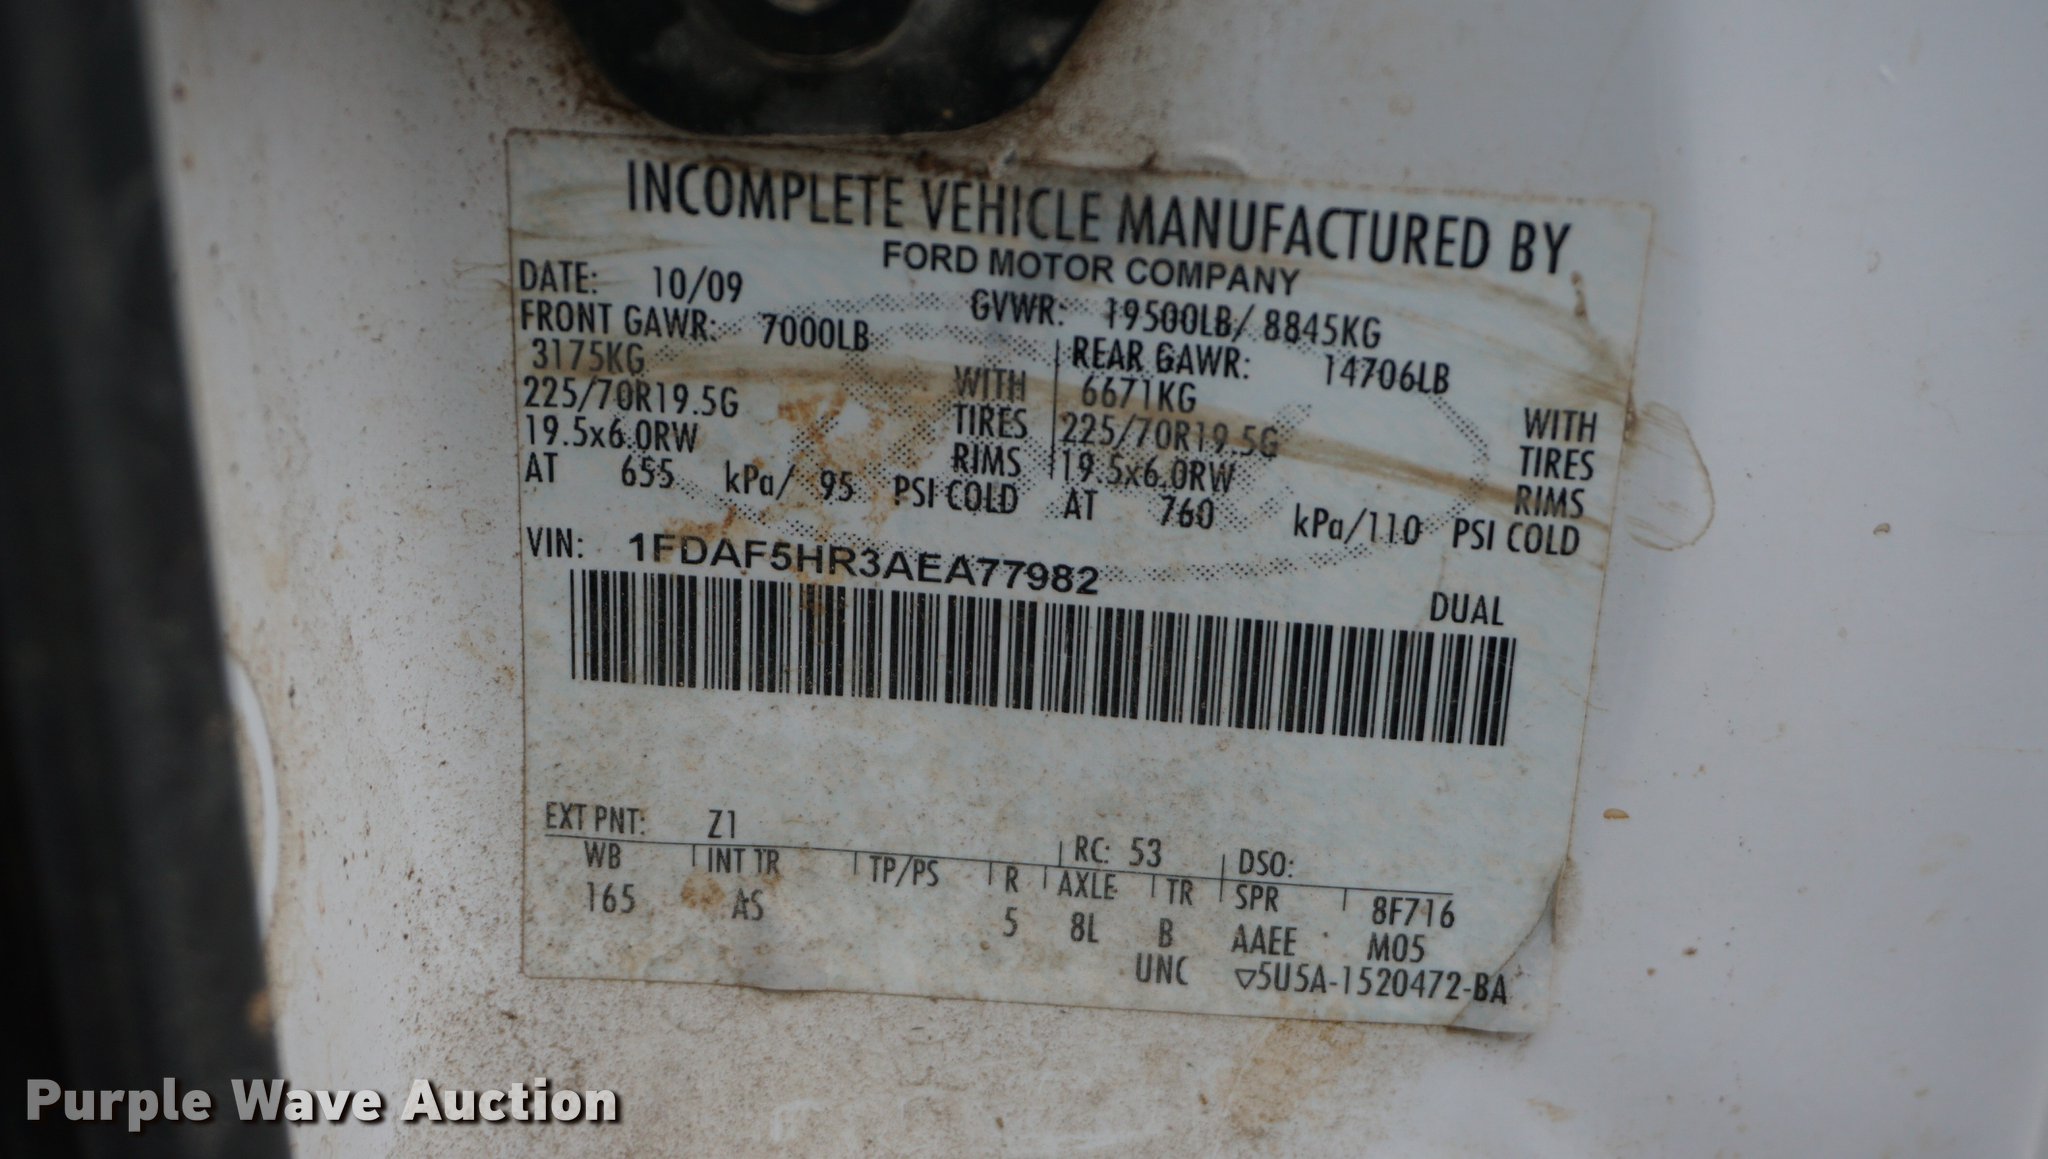 INCOMPLETE VEHICLE MANUFACTURED BY
FORD MOTOR COMPANY
DATE: 10/09 GVWR: 19500LB/ 8845KG
FRONT GAWR: 7000LB REAR GAWR: 14706LB
3175KG WITH 6671KG WITH
225/70R19.5G TIRES 225/70R19.5G TIRES
19.5x6.0RW RIMS 19.5x6.0RW RIMS
AT 655 kPa/ 95 PSI COLD AT 760 kPa/110 PSI COLD
VIN: 1FDAF5HR3AEA77982
DUAL
EXT PNT: Z1 RC: 53 DSO:
WB INT TR TP/PS R AXLE TR SPR 8F716
165 AS 5 8L B AAEE M05
UNC ▽5U5A-1520472-BA
Purple Wave Auction